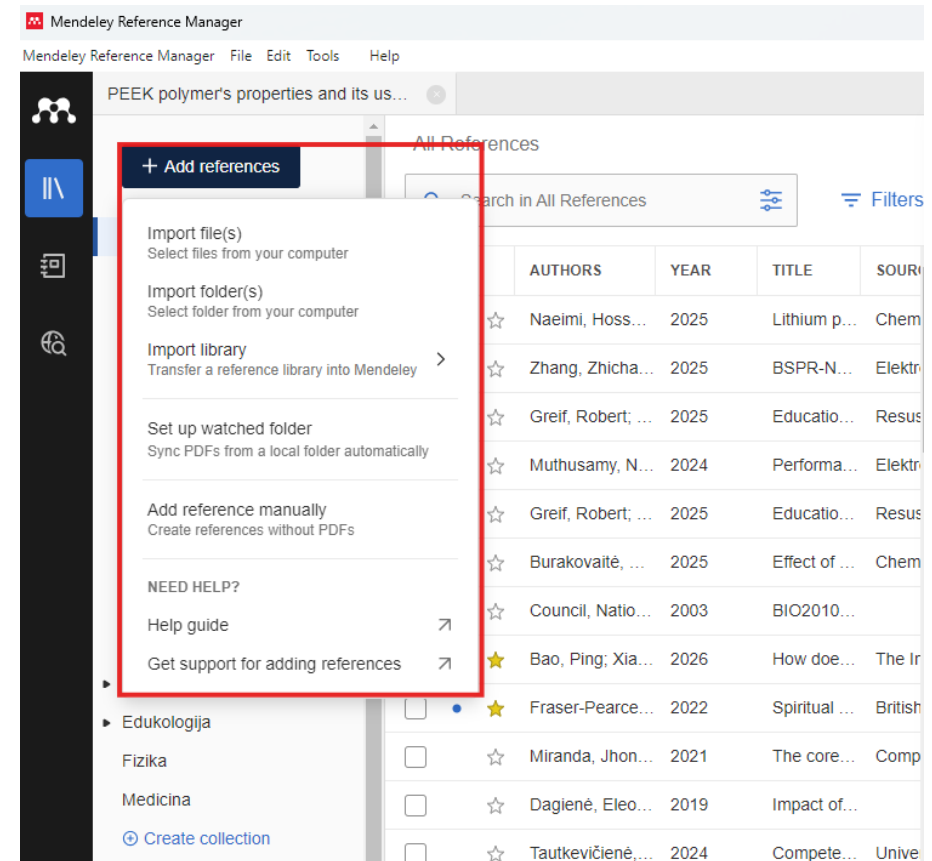 Mendeley Reference Manager
Mendeley Reference Manager File Edit Tools Help
PEEK polymer's properties and its us...
+ Add references
Import file(s)
Select files from your computer
Import folder(s)
Select folder from your computer
Import library
Transfer a reference library into Mendeley
Set up watched folder
Sync PDFs from a local folder automatically
Add reference manually
Create references without PDFs
NEED HELP?
Help guide
Get support for adding references
Edukologija
Fizika
Medicina
Create collection
All References
Search in All References
Filters
AUTHORS YEAR TITLE SOUR
Naeimi, Hoss... 2025 Lithium p... Chem
Zhang, Zhicha... 2025 BSPR-N... Elektr
Greif, Robert; ... 2025 Educatio... Resus
Muthusamy, N... 2024 Performa... Elektr
Greif, Robert; ... 2025 Educatio... Resus
Burakovaitė, ... 2025 Effect of ... Chem
Council, Natio... 2003 BIO2010...
Bao, Ping; Xia... 2026 How doe... The Ir
Fraser-Pearce... 2022 Spiritual ... British
Miranda, Jhon... 2021 The core... Comp
Dagienė, Eleo... 2019 Impact of...
Tautkevičienė,... 2024 Compete... Unive